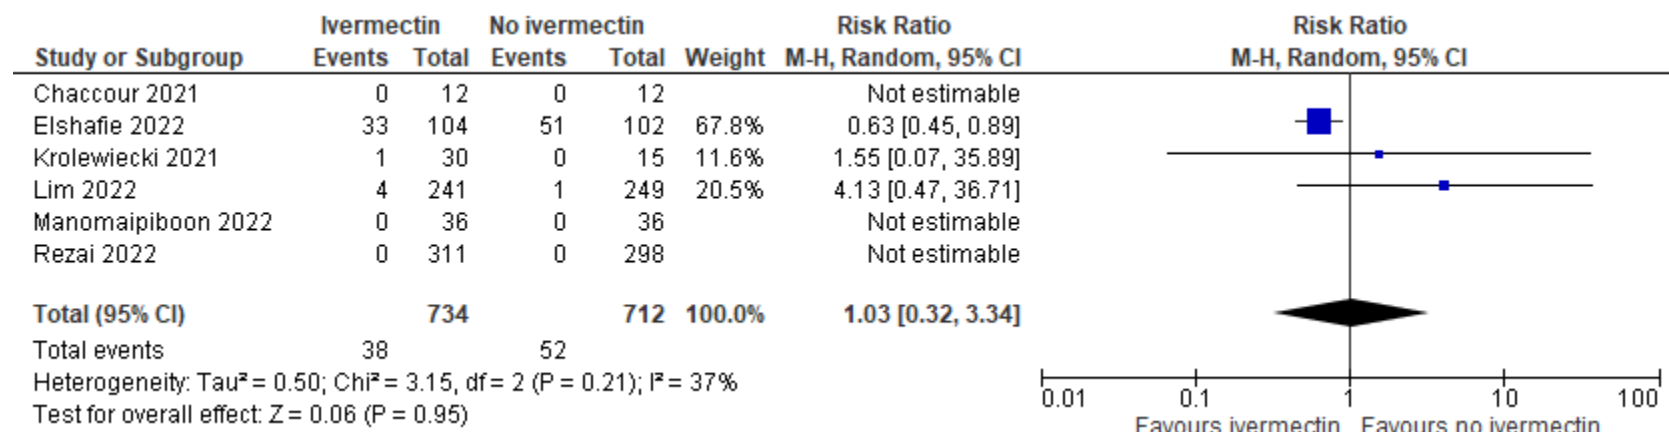 Ivermectin No ivermectin Risk Ratio Risk Ratio
Study or Subgroup Events Total Events Total Weight M-H, Random, 95% CI M-H, Random, 95% CI
Chaccour 2021 0 12 0 12 Not estimable
Elshafie 2022 33 104 51 102 67.8% 0.63 [0.45, 0.89]
Krolewiecki 2021 1 30 0 15 11.6% 1.55 [0.07, 35.89]
Lim 2022 4 241 1 249 20.5% 4.13 [0.47, 36.71]
Manomaipiboon 2022 0 36 0 36 Not estimable
Rezai 2022 0 311 0 298 Not estimable
Total (95% CI) 734 712 100.0% 1.03 [0.32, 3.34]
Total events 38 52
Heterogeneity: Tau² = 0.50; Chi² = 3.15, df = 2 (P = 0.21); I² = 37%
Test for overall effect: Z = 0.06 (P = 0.95)
0.01 0.1 1 10 100
Favours ivermectin Favours no ivermectin